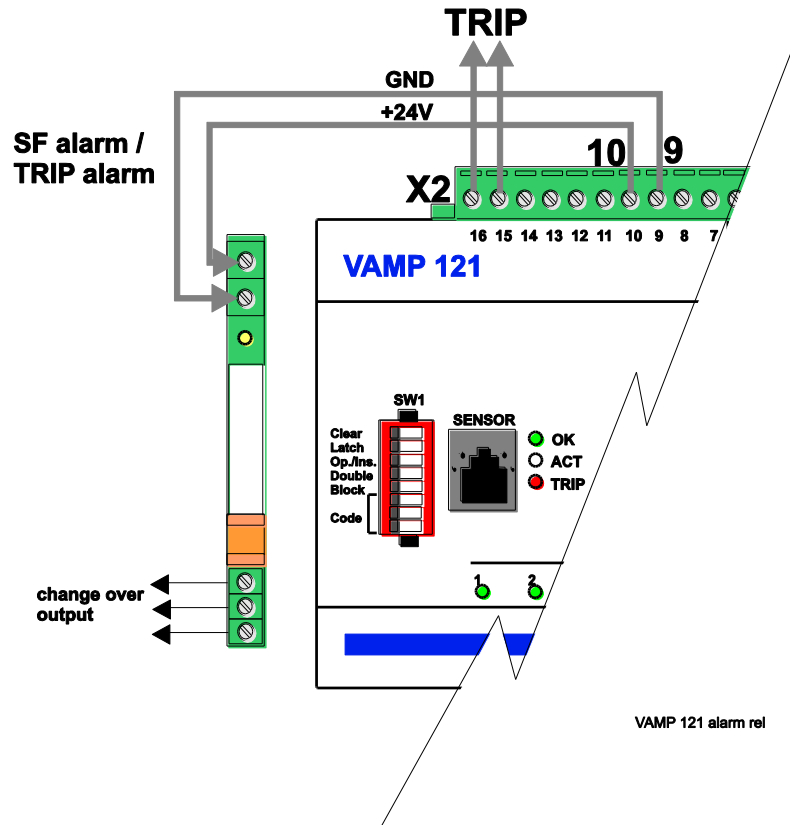 TRIP
GND
+24V
SF alarm /
TRIP alarm
10 9
X2
16 15 14 13 12 11 10 9 8 7
VAMP 121
SW1
SENSOR
Clear
Latch
Op./Ins.
Double
Block
Code
OK
ACT
TRIP
1 2
change over
output
VAMP 121 alarm rel